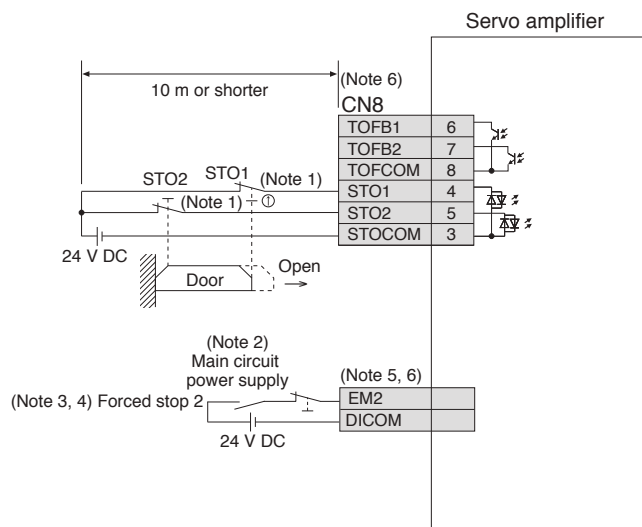 Servo amplifier
10 m or shorter
(Note 6)
CN8
TOFB1 6
TOFB2 7
TOFCOM 8
STO1 4
STO2 5
STOCOM 3
STO2
STO1
(Note 1)
(Note 1)
24 V DC
Door
Open
(Note 2)
Main circuit
power supply
(Note 5, 6)
(Note 3, 4) Forced stop 2
EM2
DICOM
24 V DC